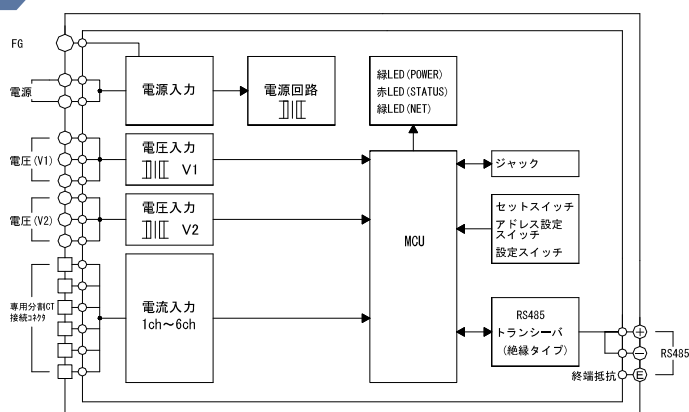 FG
電源
電圧(V1)
電圧(V2)
専用分割CT
接続コネクタ
電源入力
電源回路
緑LED(POWER)
赤LED(STATUS)
緑LED(NET)
電圧入力
V1
電圧入力
V2
電流入力
1ch～6ch
MCU
ジャック
セットスイッチ
アドレス設定
スイッチ
設定スイッチ
RS485
トランシーバ
(絶縁タイプ)
+
−
E
RS485
終端抵抗